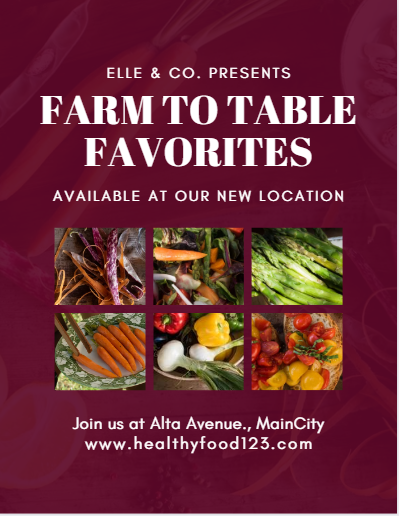 ELLE & CO. PRESENTS
FARM TO TABLE
FAVORITES
AVAILABLE AT OUR NEW LOCATION
Join us at Alta Avenue., MainCity
www.healthyfood123.com